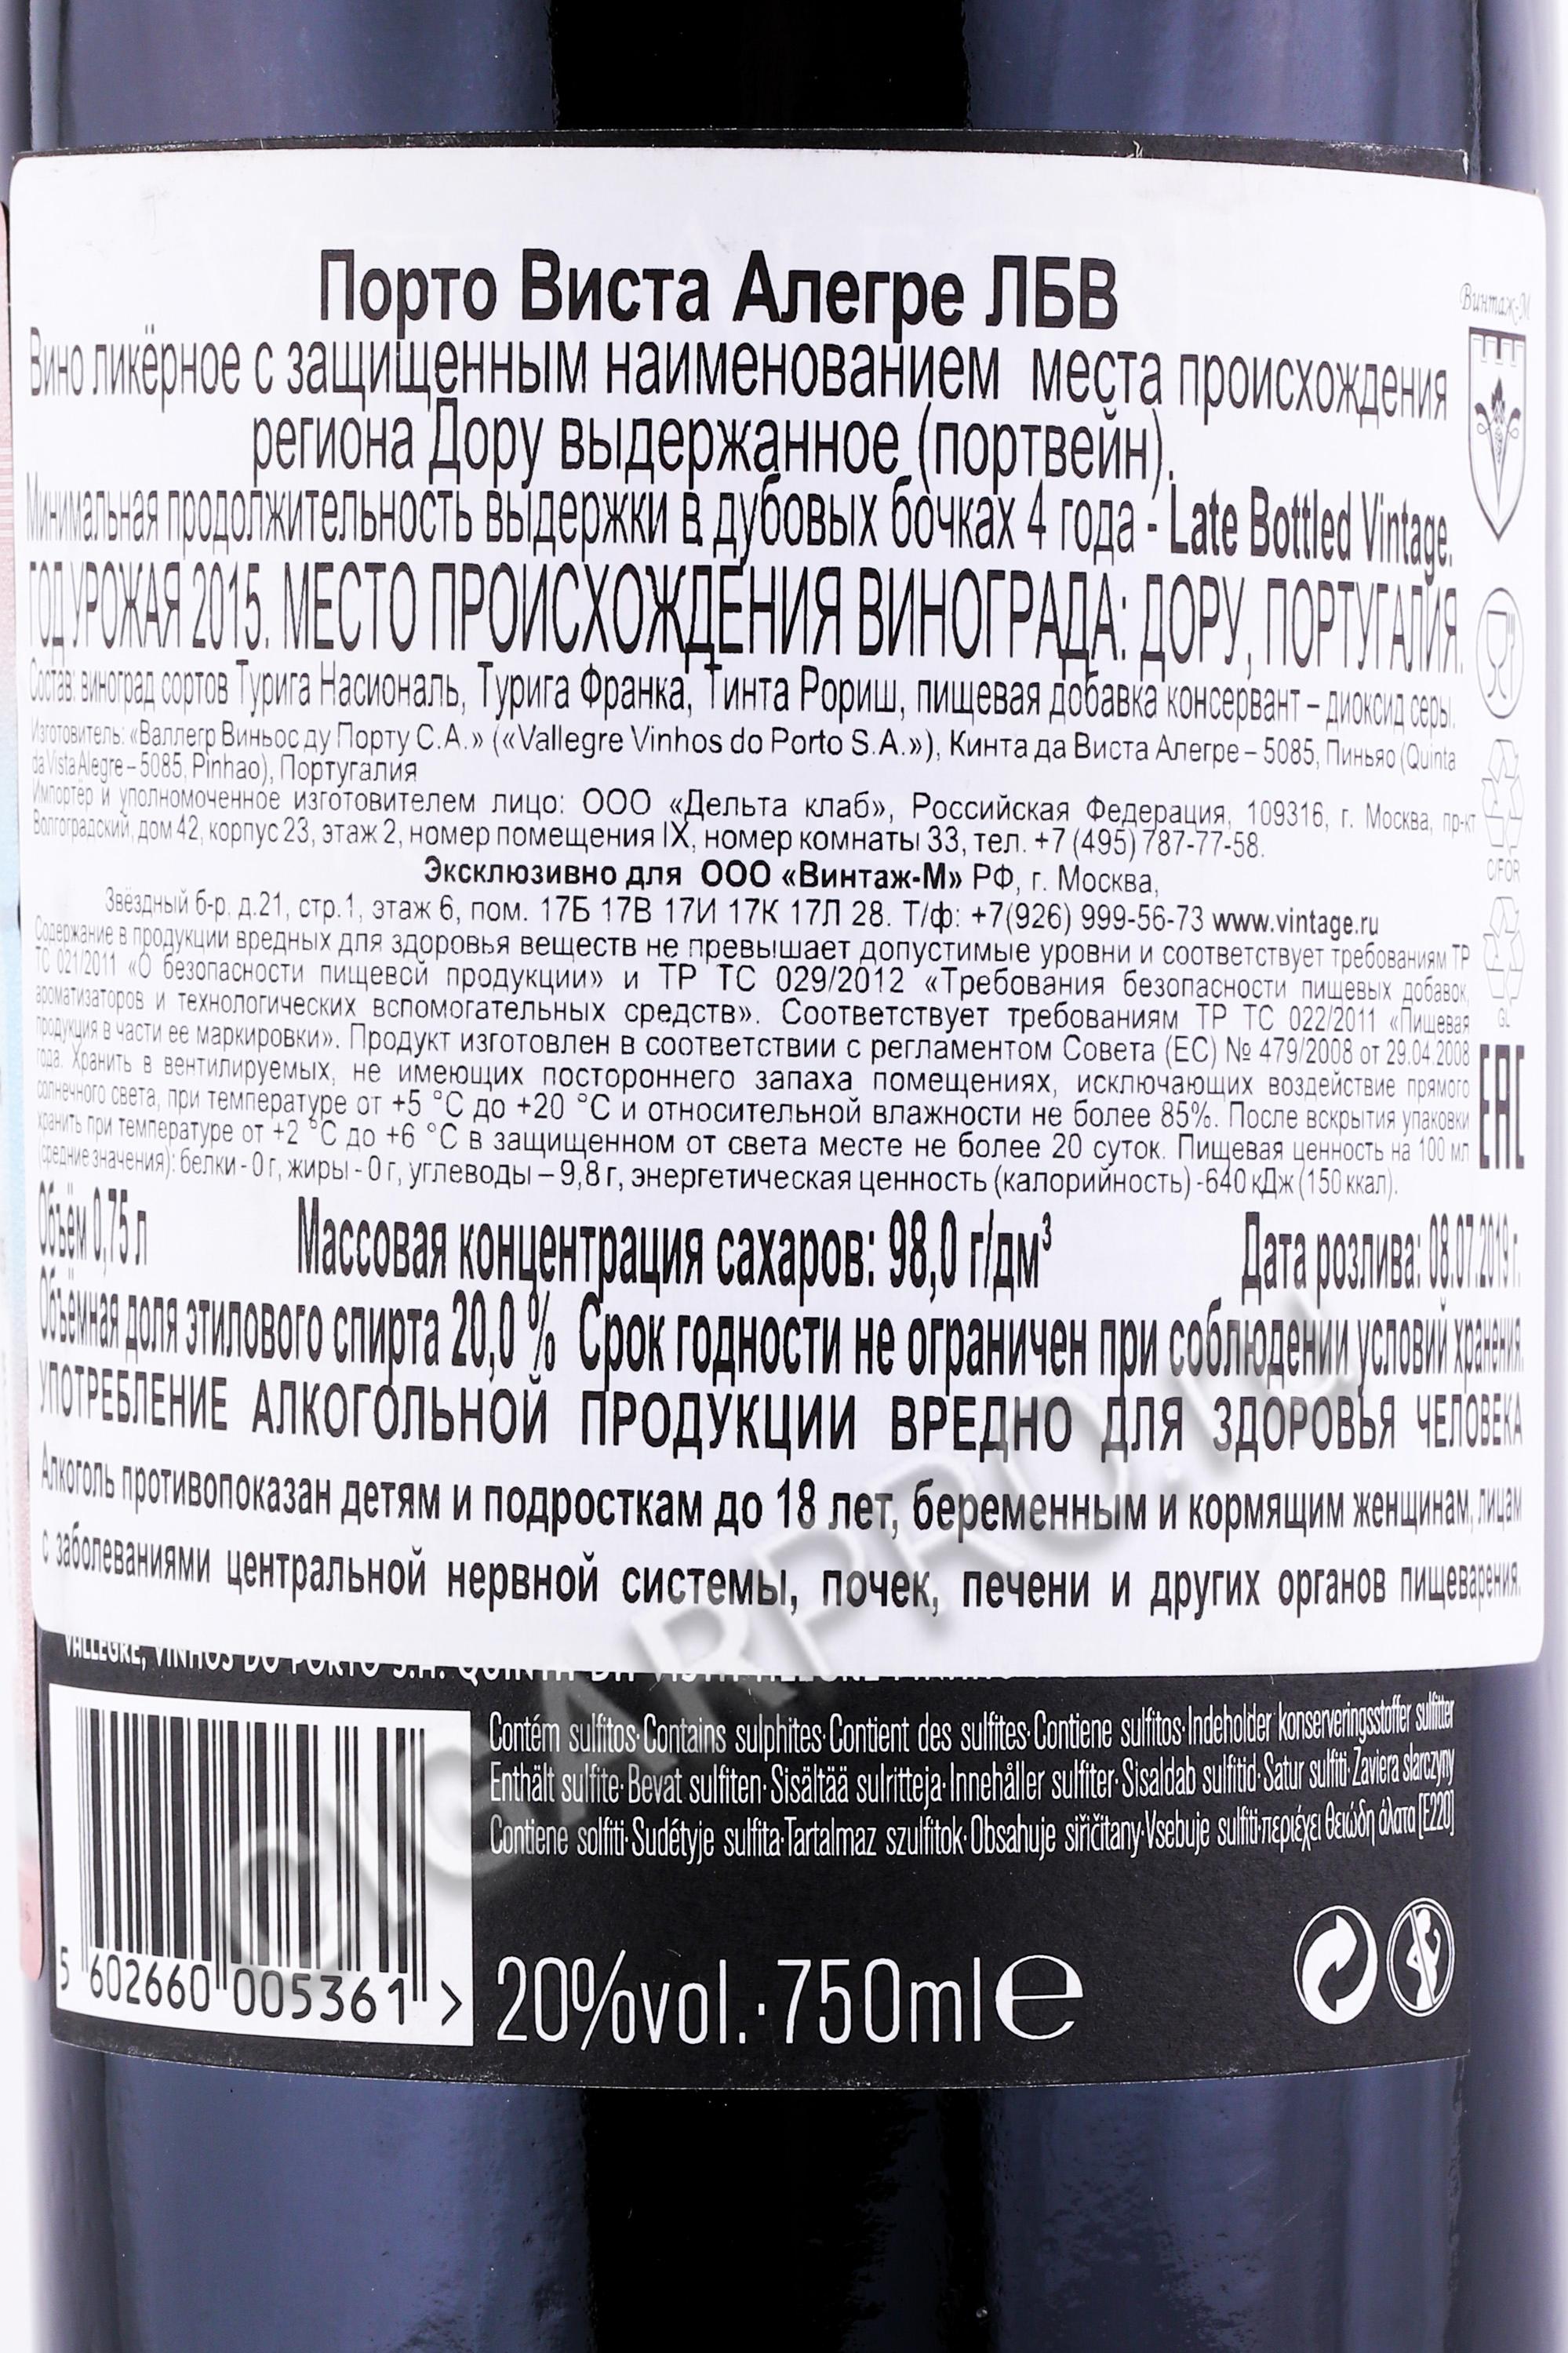 Порто Виста Алегре ЛБВ
Винтаж-М
Вино ликёрное с защищенным наименованием места происхождения
региона Дору выдержанное (портвейн).
Минимальная продолжительность выдержки в дубовых бочках 4 года - Late Bottled Vintage.
ГОД УРОЖАЯ 2015. МЕСТО ПРОИСХОЖДЕНИЯ ВИНОГРАДА: ДОРУ, ПОРТУГАЛИЯ.
Состав: виноград сортов Турига Насиональ, Турига Франка, Тинта Рориш, пищевая добавка консервант – диоксид серы.
Изготовитель: «Валлегр Виньос ду Порту С.А.» («Vallegre Vinhos do Porto S.A.»), Кинта да Виста Алегре – 5085, Пиньяо (Quinta
da Vista Alegre – 5085, Pinhao), Португалия
Импортёр и уполномоченное изготовителем лицо: ООО «Дельта клаб», Российская Федерация, 109316, г. Москва, пр-кт
Волгоградский, дом 42, корпус 23, этаж 2, номер помещения IX, номер комнаты 33, тел. +7 (495) 787-77-58.
C/FOR
Эксклюзивно для ООО «Винтаж-М» РФ, г. Москва,
Звёздный б-р, д.21, стр.1, этаж 6, пом. 17Б 17В 17И 17К 17Л 28. Т/ф: +7(926) 999-56-73 www.vintage.ru
Содержание в продукции вредных для здоровья веществ не превышает допустимые уровни и соответствует требованиям ТР
ТС 021/2011 «О безопасности пищевой продукции» и ТР ТС 029/2012 «Требования безопасности пищевых добавок,
ароматизаторов и технологических вспомогательных средств». Соответствует требованиям ТР ТС 022/2011 «Пищевая
GL
продукция в части ее маркировки». Продукт изготовлен в соответствии с регламентом Совета (ЕС) № 479/2008 от 29.04.2008
года. Хранить в вентилируемых, не имеющих постороннего запаха помещениях, исключающих воздействие прямого
солнечного света, при температуре от +5 °С до +20 °С и относительной влажности не более 85%. После вскрытия упаковки
хранить при температуре от +2 °С до +6 °С в защищенном от света месте не более 20 суток. Пищевая ценность на 100 мл
(средние значения): белки - 0 г, жиры - 0 г, углеводы – 9,8 г, энергетическая ценность (калорийность) -640 кДж (150 ккал).
EAC
Объём 0,75 л Массовая концентрация сахаров: 98,0 г/дм³ Дата розлива: 08.07.2019 г.
Объёмная доля этилового спирта 20,0 % Срок годности не ограничен при соблюдении условий хранения.
УПОТРЕБЛЕНИЕ АЛКОГОЛЬНОЙ ПРОДУКЦИИ ВРЕДНО ДЛЯ ЗДОРОВЬЯ ЧЕЛОВЕКА
Алкоголь противопоказан детям и подросткам до 18 лет, беременным и кормящим женщинам, лицам
с заболеваниями центральной нервной системы, почек, печени и других органов пищеварения.
VALLEGRE, VINHOS DO PORTO S.A. QUINTA DA VISTA ALEGRE
Contém sulfitos·Contains sulphites·Contient des sulfites·Contiene sulfitos·Indeholder konserveringsstoffer sulfitter
Enthält sulfite·Bevat sulfiten·Sisältää sulritteja·Innehåller sulfiter·Sisaldab sulfitid·Satur sulfiti·Zaviera slarczyny
Contiene solfiti·Sudétyje sulfita·Tartalmaz szulfitok·Obsahuje siřičitany·Vsebuje sulfiti·περιέχει θειώδη άλατα [E220]
5 602660 005361 >
20%vol.·750ml e
CIGARPRO.ru